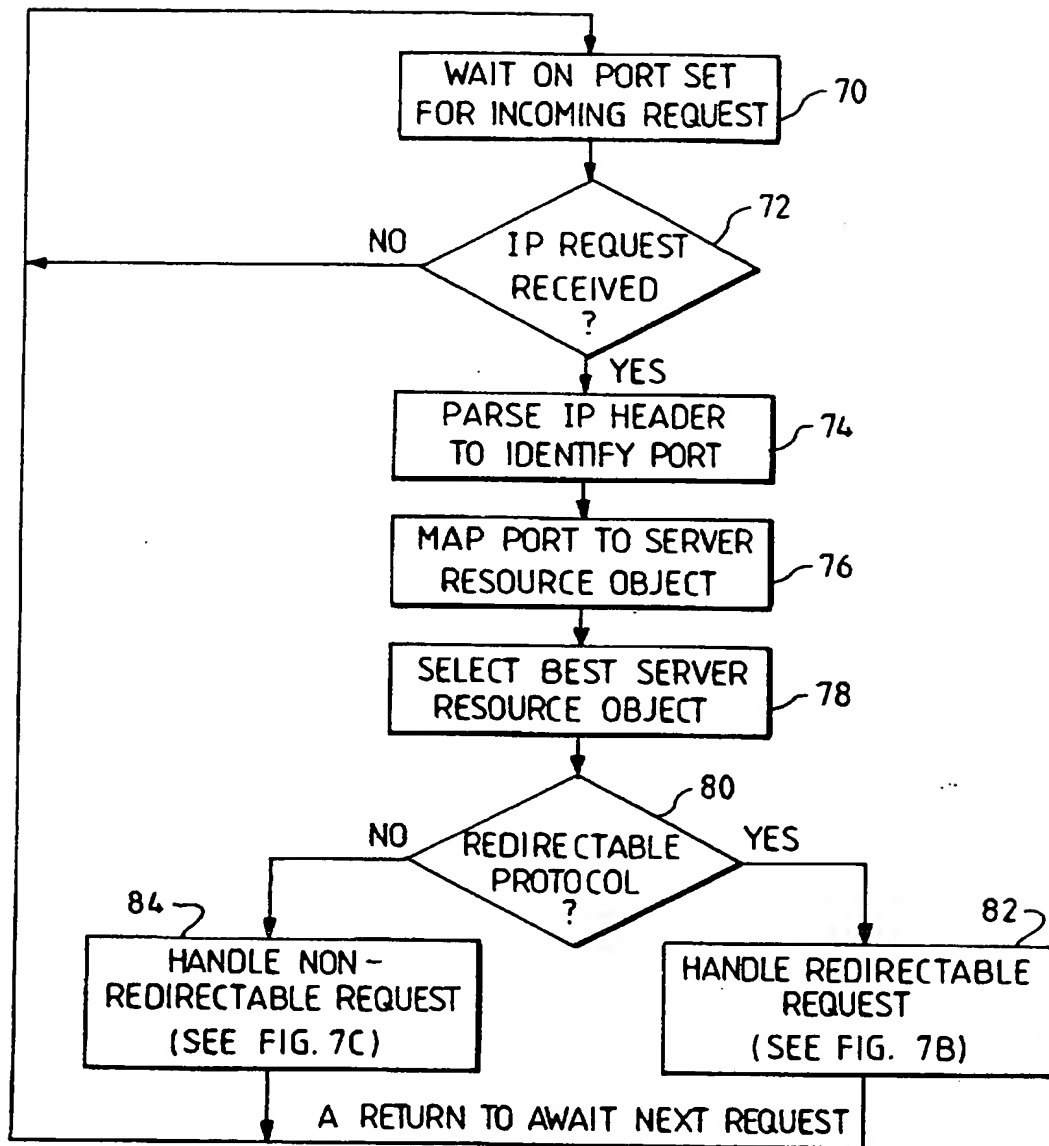 WAIT ON PORT SET
FOR INCOMING REQUEST
70
72
NO
IP REQUEST
RECEIVED
?
YES
PARSE IP HEADER
TO IDENTIFY PORT
74
MAP PORT TO SERVER
RESOURCE OBJECT
76
SELECT BEST SERVER
RESOURCE OBJECT
78
80
NO
YES
REDIRECTABLE
PROTOCOL
?
84
82
HANDLE NON-
REDIRECTABLE REQUEST
(SEE FIG. 7C)
HANDLE REDIRECTABLE
REQUEST
(SEE FIG. 7B)
A RETURN TO AWAIT NEXT REQUEST